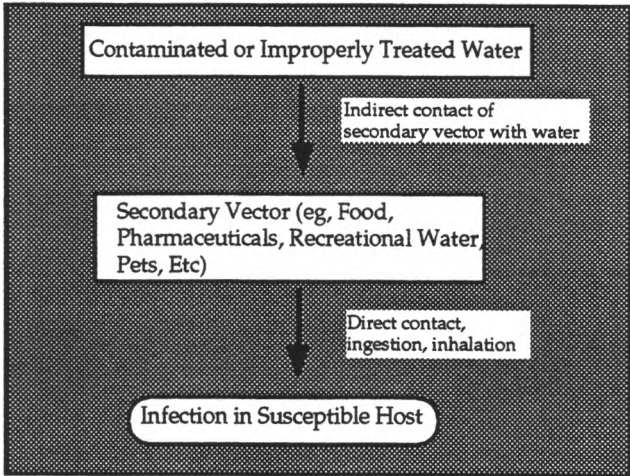 Contaminated or Improperly Treated Water
Indirect contact of
secondary vector with water
Secondary Vector (eg, Food,
Pharmaceuticals, Recreational Water,
Pets, Etc)
Direct contact,
ingestion, inhalation
Infection in Susceptible Host